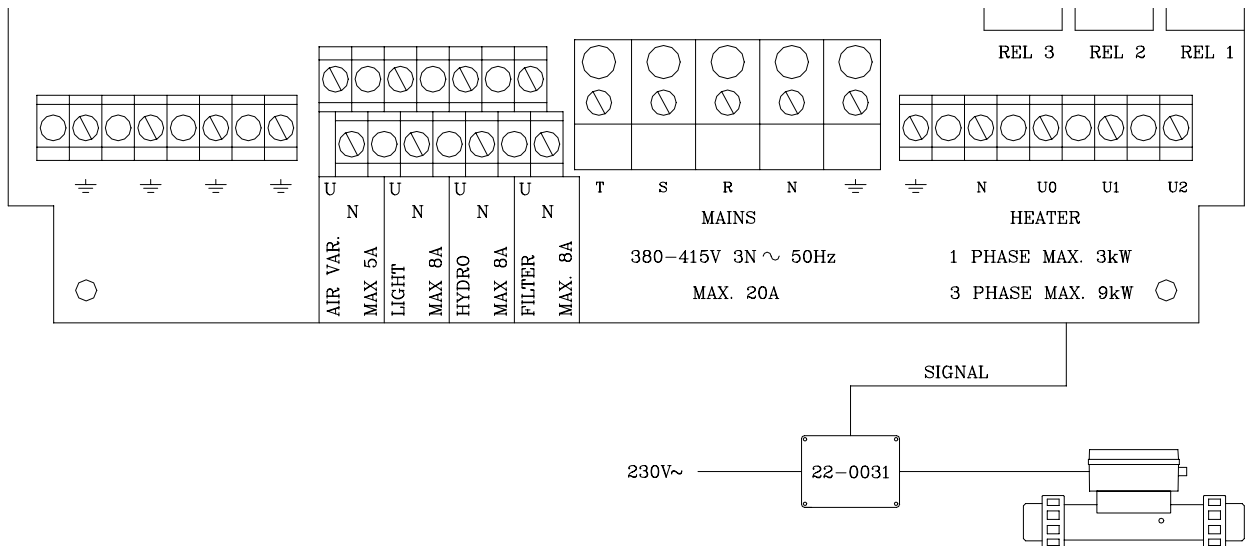 REL 3 REL 2 REL 1
T S R N
N U0 U1 U2
U N
U N
U N
U N
AIR VAR.
MAX 5A
LIGHT
MAX 8A
HYDRO
MAX 8A
FILTER
MAX. 8A
MAINS
380-415V 3N ~ 50Hz
MAX. 20A
HEATER
1 PHASE MAX. 3kW
3 PHASE MAX. 9kW
SIGNAL
230V~
22-0031